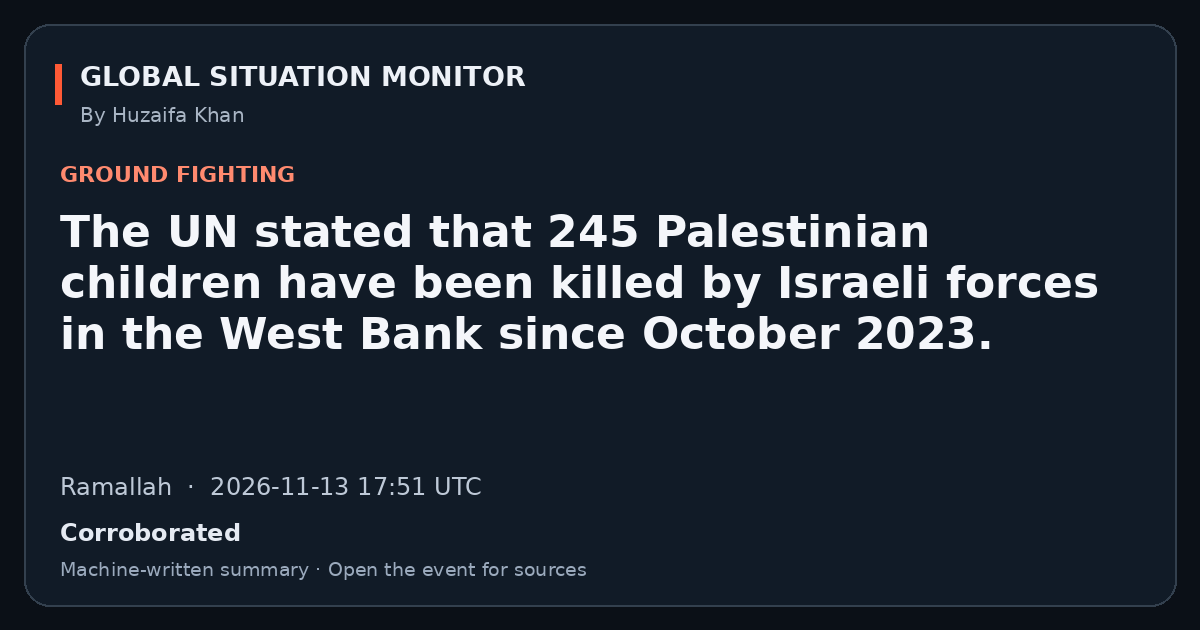 GLOBAL SITUATION MONITOR
By Huzaifa Khan
GROUND FIGHTING
The UN stated that 245 Palestinian
children have been killed by Israeli forces
in the West Bank since October 2023.
Ramallah · 2026-11-13 17:51 UTC
Corroborated
Machine-written summary · Open the event for sources